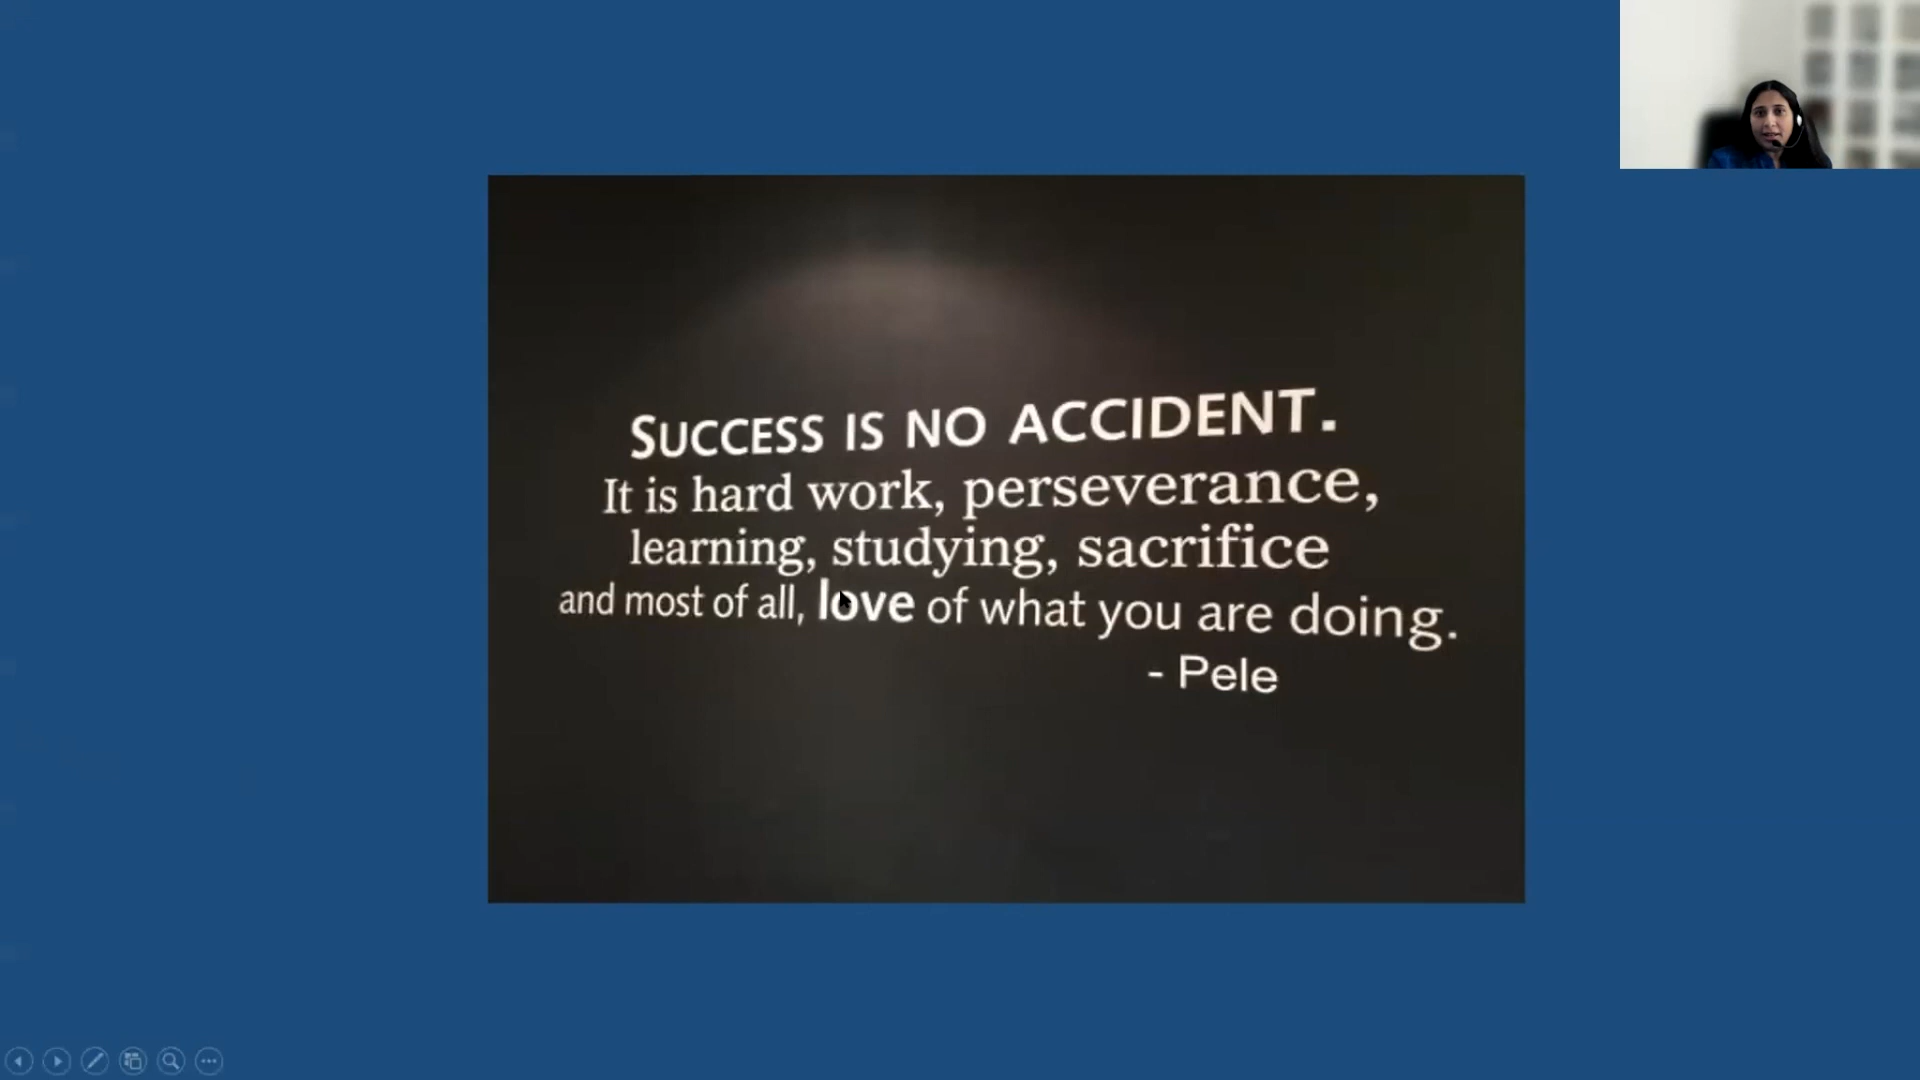 SUCCESS IS NO ACCIDENT.
It is hard work, perseverance,
learning, studying, sacrifice
and most of all, love of what you are doing.
- Pele